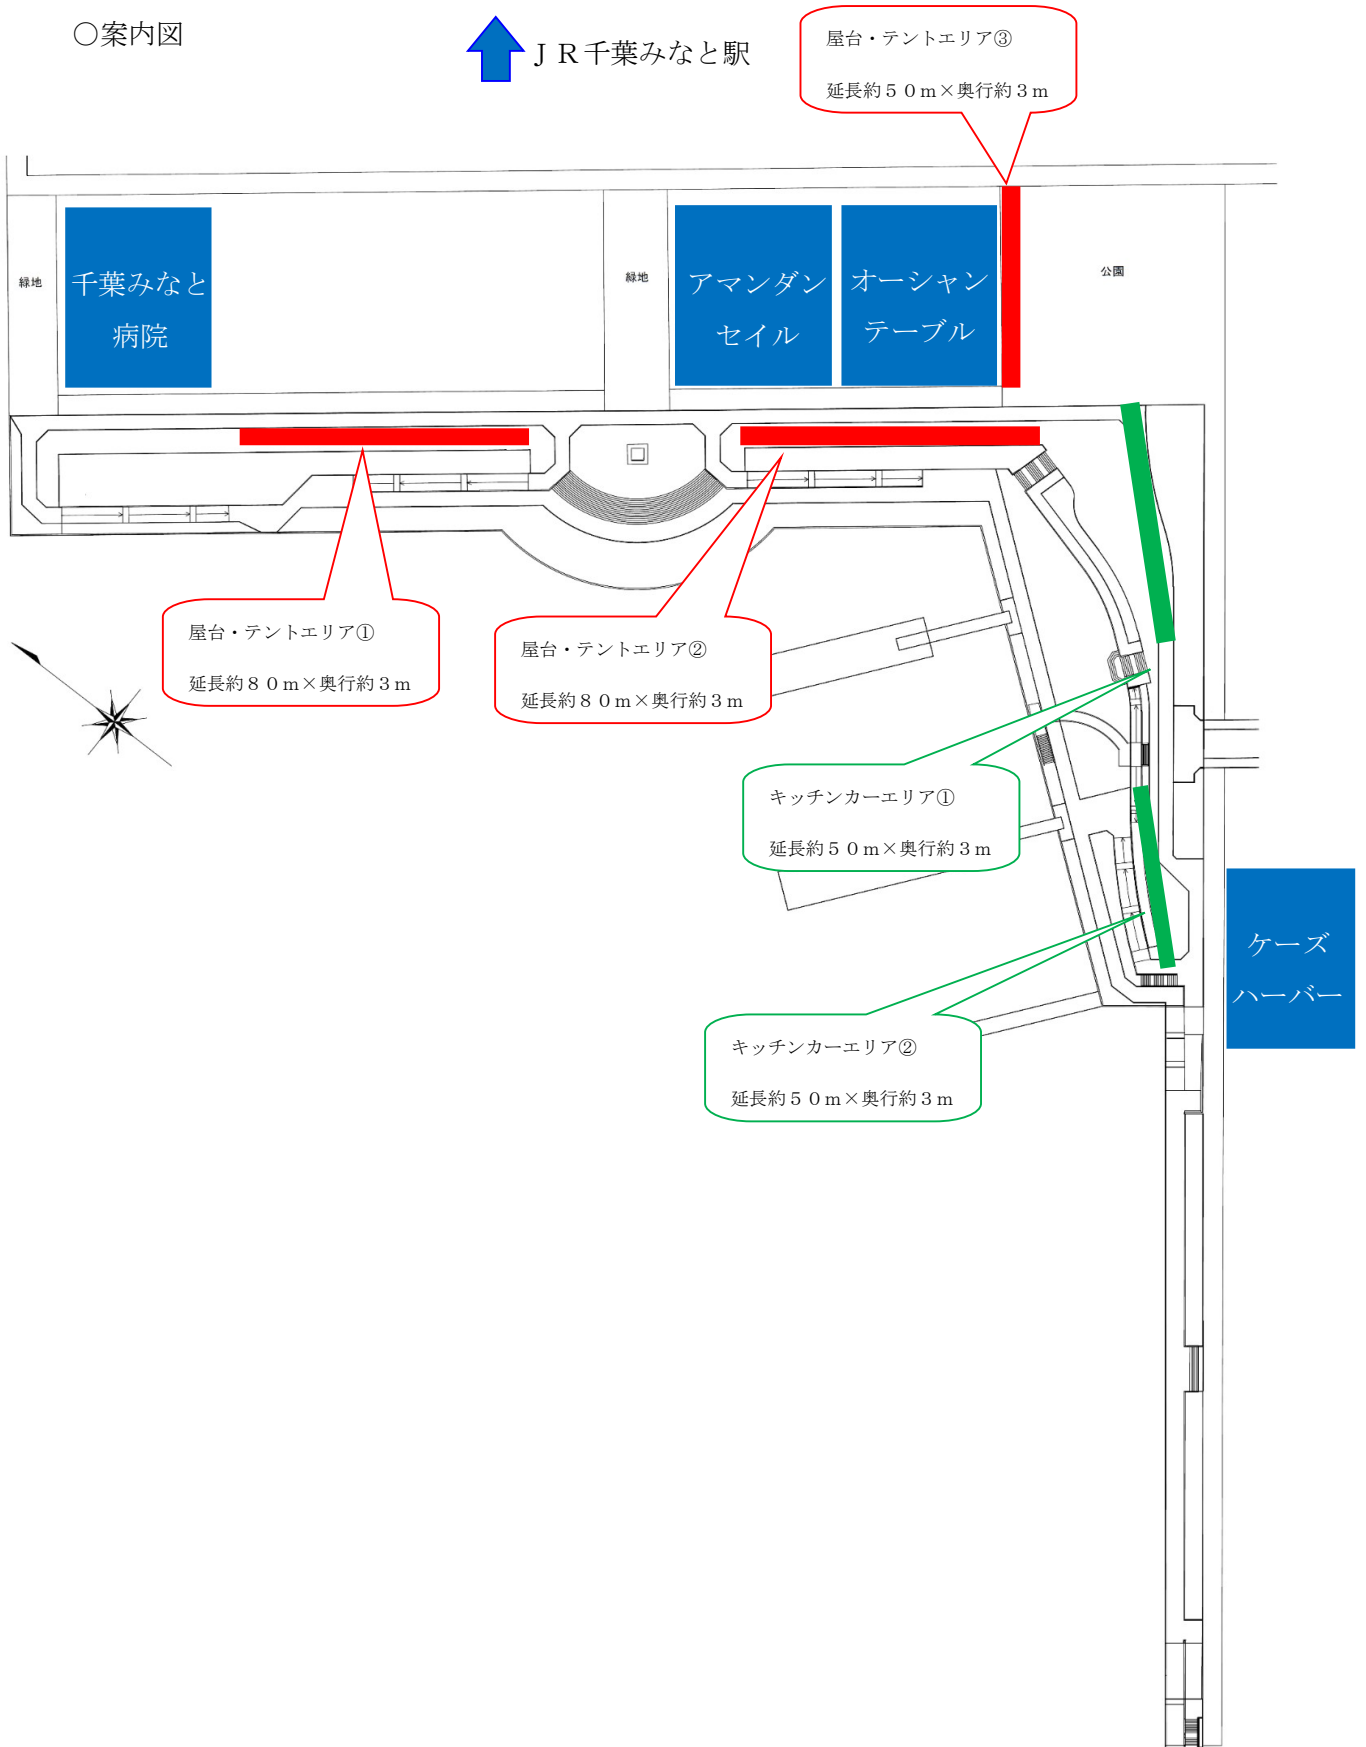 ○案内図
ＪＲ千葉みなと駅
屋台・テントエリア③
延長約５０ｍ×奥行約３ｍ
緑地
千葉みなと
病院
緑地
アマンダン
セイル
オーシャン
テーブル
公園
屋台・テントエリア①
延長約８０ｍ×奥行約３ｍ
屋台・テントエリア②
延長約８０ｍ×奥行約３ｍ
キッチンカーエリア①
延長約５０ｍ×奥行約３ｍ
ケーズ
ハーバー
キッチンカーエリア②
延長約５０ｍ×奥行約３ｍ